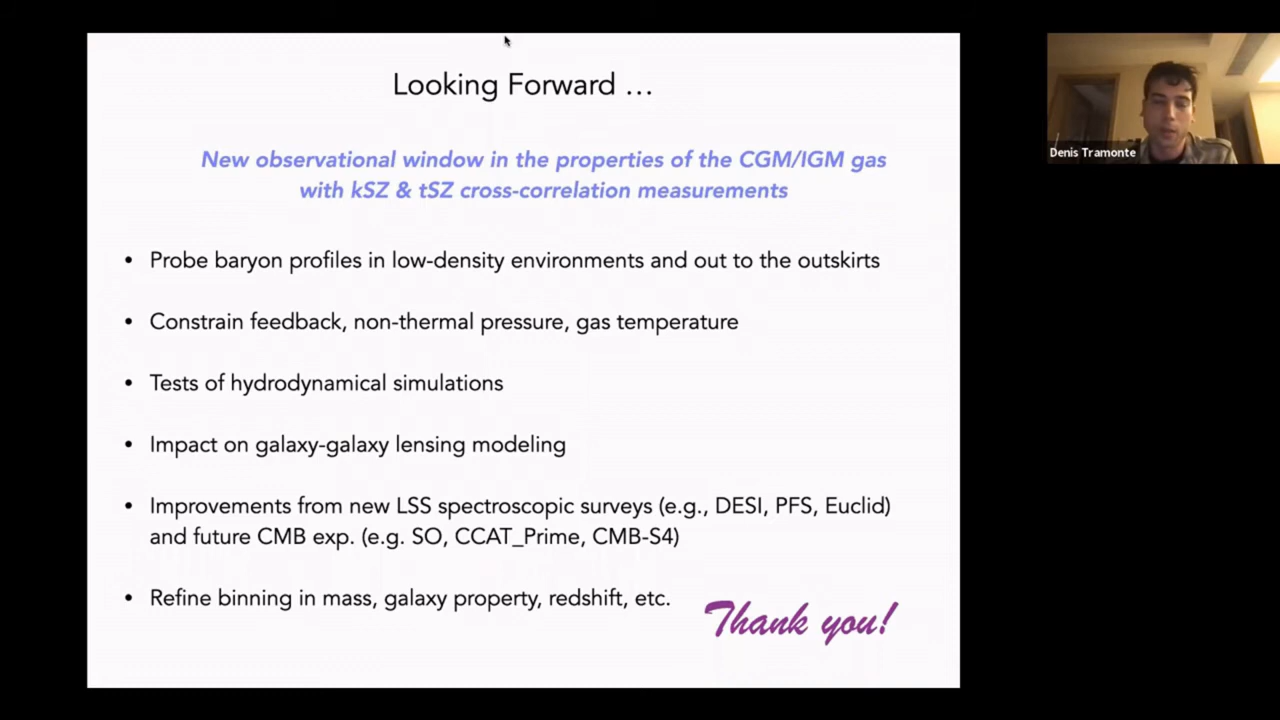 Looking Forward …
New observational window in the properties of the CGM/IGM gas
with kSZ & tSZ cross-correlation measurements
• Probe baryon profiles in low-density environments and out to the outskirts
• Constrain feedback, non-thermal pressure, gas temperature
• Tests of hydrodynamical simulations
• Impact on galaxy-galaxy lensing modeling
• Improvements from new LSS spectroscopic surveys (e.g., DESI, PFS, Euclid)
and future CMB exp. (e.g. SO, CCAT_Prime, CMB-S4)
• Refine binning in mass, galaxy property, redshift, etc.
Thank you!
Denis Tramonte